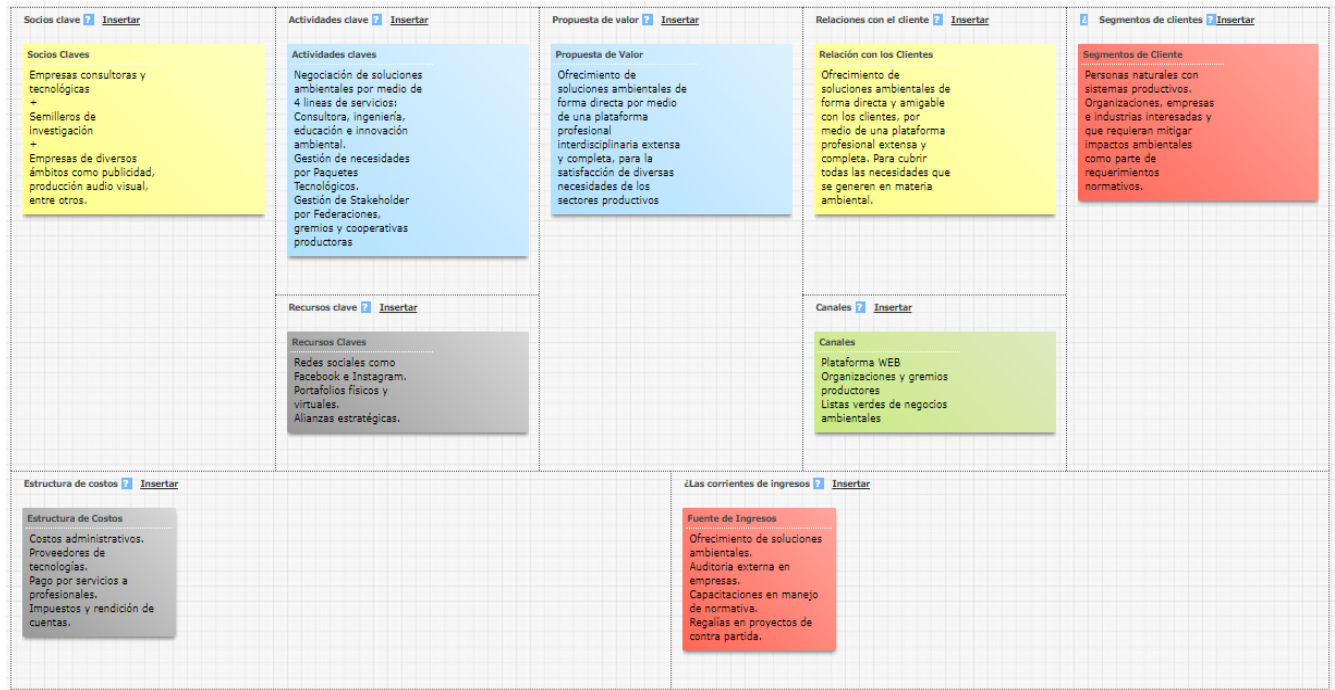 Socios clave ? Insertar
Socios Claves
Empresas consultoras y
tecnológicas
+
Semilleros de
investigación
+
Empresas de diversos
ámbitos como publicidad,
producción audio visual,
entre otros.
Actividades clave ? Insertar
Actividades claves
Negociación de soluciones
ambientales por medio de
4 lineas de servicios:
Consultora, ingeniería,
educación e innovación
ambiental.
Gestión de necesidades
por Paquetes
Tecnológicos.
Gestión de Stakeholder
por Federaciones,
gremios y cooperativas
productoras
Recursos clave ? Insertar
Recursos Claves
Redes sociales como
Facebook e Instagram.
Portafolios físicos y
virtuales.
Alianzas estratégicas.
Propuesta de valor ? Insertar
Propuesta de Valor
Ofrecimiento de
soluciones ambientales de
forma directa por medio
de una plataforma
profesional
interdisciplinaria extensa
y completa, para la
satisfacción de diversas
necesidades de los
sectores productivos
Relaciones con el cliente ? Insertar
Relación con los Clientes
Ofrecimiento de
soluciones ambientales de
forma directa y amigable
con los clientes, por
medio de una plataforma
profesional extensa y
completa. Para cubrir
todas las necesidades que
se generen en materia
ambiental.
Canales ? Insertar
Canales
Plataforma WEB
Organizaciones y gremios
productores
Listas verdes de negocios
ambientales
¿ Segmentos de clientes ?Insertar
Segmentos de Cliente
Personas naturales con
sistemas productivos.
Organizaciones, empresas
e industrias interesadas y
que requieran mitigar
impactos ambientales
como parte de
requerimientos
normativos.
Estructura de costos ? Insertar
Estructura de Costos
Costos administrativos.
Proveedores de
tecnologías.
Pago por servicios a
profesionales.
Impuestos y rendición de
cuentas.
¿Las corrientes de ingresos ? Insertar
Fuente de Ingresos
Ofrecimiento de soluciones
ambientales.
Auditoria externa en
empresas.
Capacitaciones en manejo
de normativa.
Regalías en proyectos de
contra partida.